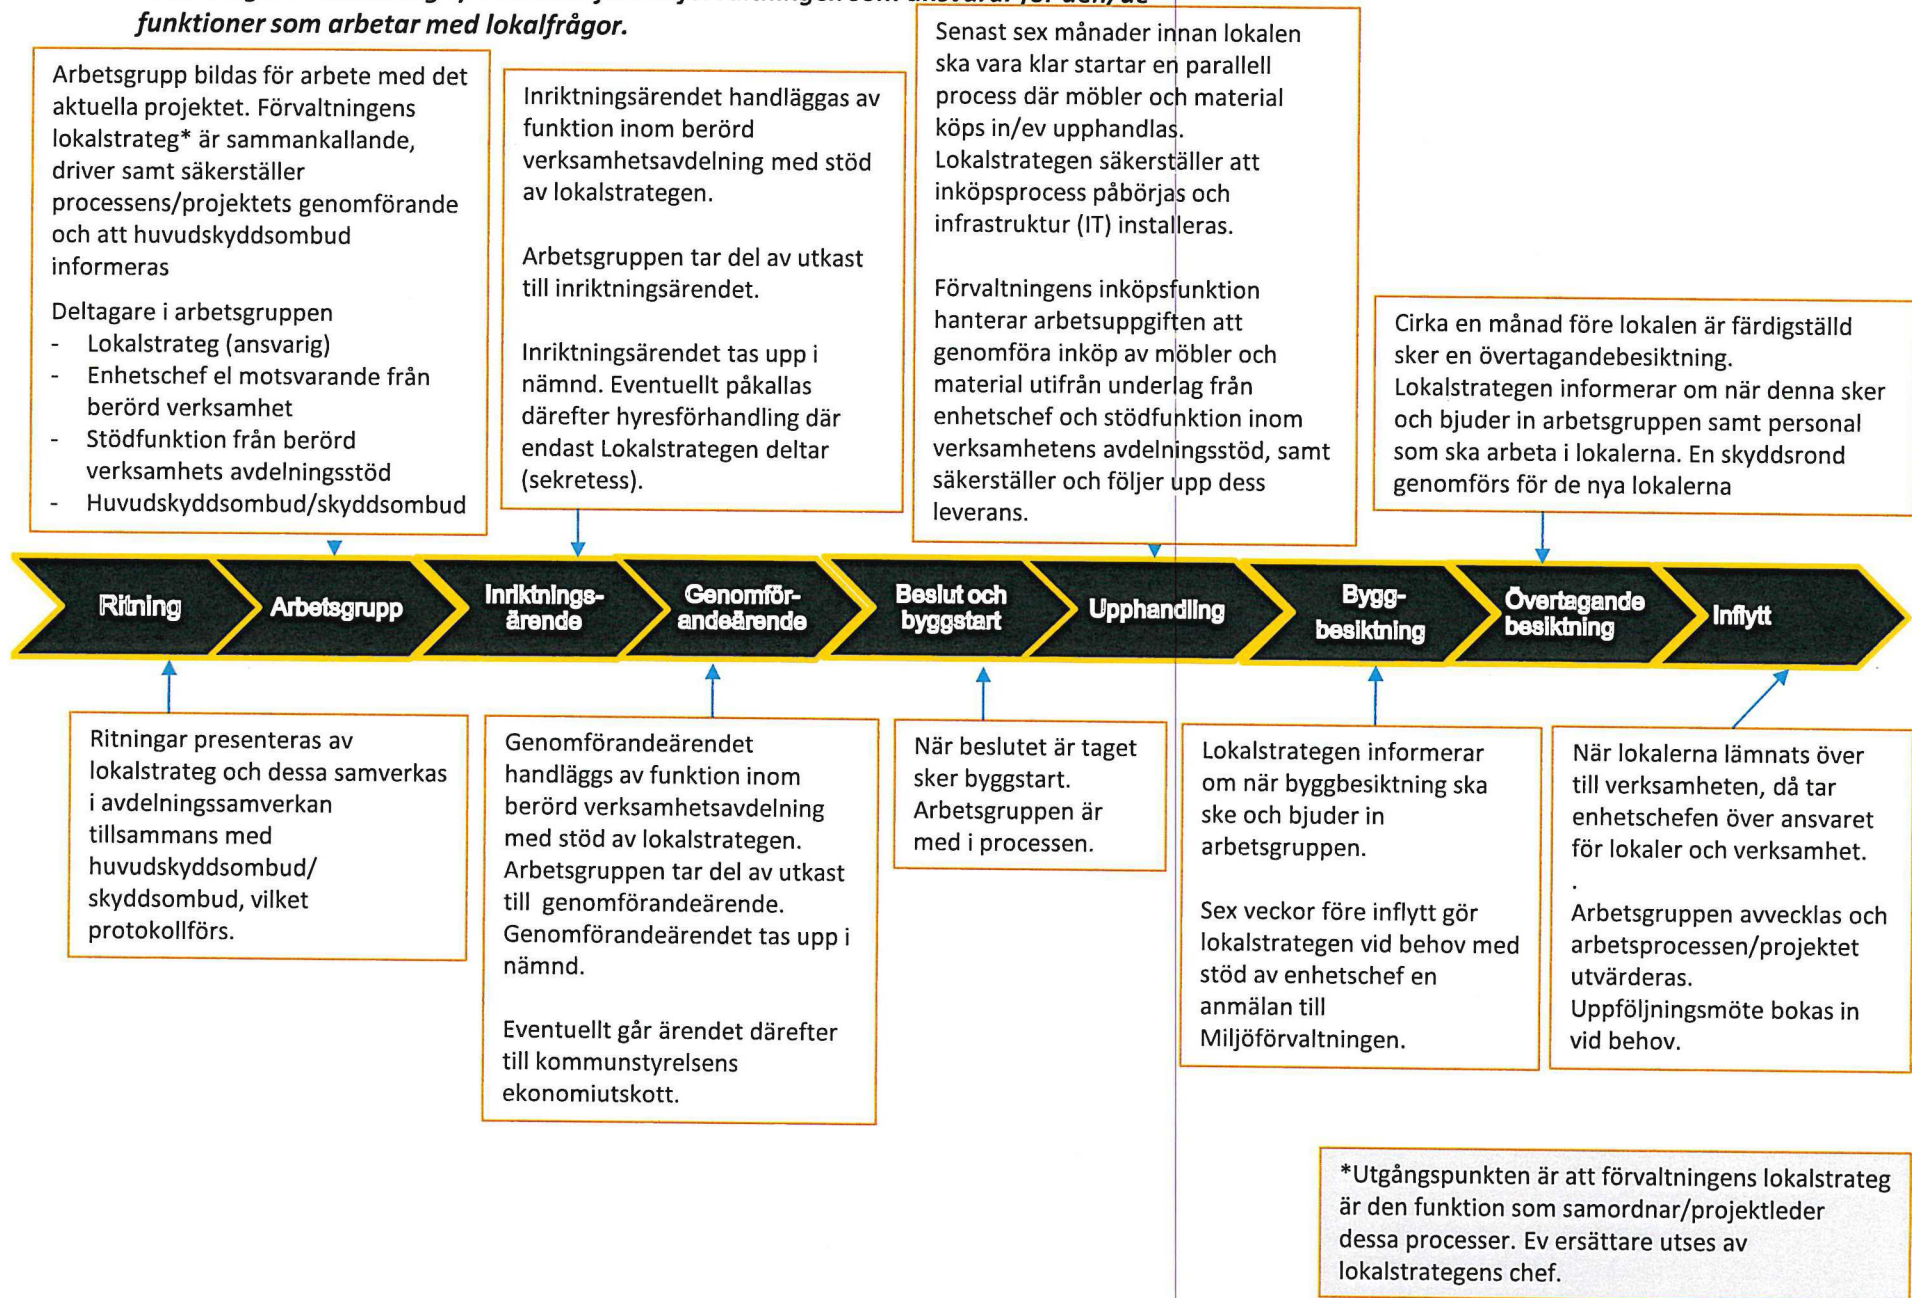 funktioner som arbetar med lokalfrågor.
Arbetsgrupp bildas för arbete med det
aktuella projektet. Förvaltningens
lokalstrateg* är sammankallande,
driver samt säkerställer
processens/projektets genomförande
och att huvudskyddsombud
informeras
Deltagare i arbetsgruppen
- Lokalstrateg (ansvarig)
- Enhetschef el motsvarande från
berörd verksamhet
- Stödfunktion från berörd
verksamhets avdelningsstöd
- Huvudskyddsombud/skyddsombud
Inriktningsärendet handläggas av
funktion inom berörd
verksamhetsavdelning med stöd
av lokalstrategen.
Arbetsgruppen tar del av utkast
till inriktningsärendet.
Inriktningsärendet tas upp i
nämnd. Eventuellt påkallas
därefter hyresförhandling där
endast Lokalstrategen deltar
(sekretess).
Senast sex månader innan lokalen
ska vara klar startar en parallell
process där möbler och material
köps in/ev upphandlas.
Lokalstrategen säkerställer att
inköpsprocess påbörjas och
infrastruktur (IT) installeras.
Förvaltningens inköpsfunktion
hanterar arbetsuppgiften att
genomföra inköp av möbler och
material utifrån underlag från
enhetschef och stödfunktion inom
verksamhetens avdelningsstöd, samt
säkerställer och följer upp dess
leverans.
Cirka en månad före lokalen är färdigställd
sker en övertagandebesiktning.
Lokalstrategen informerar om när denna sker
och bjuder in arbetsgruppen samt personal
som ska arbeta i lokalerna. En skyddsrond
genomförs för de nya lokalerna
Ritning
Arbetsgrupp
Inriktnings-
ärende
Genomför-
andeärende
Beslut och
byggstart
Upphandling
Bygg-
besiktning
Övertagande
besiktning
Inflytt
Ritningar presenteras av
lokalstrateg och dessa samverkas
i avdelningssamverkan
tillsammans med
huvudskyddsombud/
skyddsombud, vilket
protokollförs.
Genomförandeärendet
handläggs av funktion inom
berörd verksamhetsavdelning
med stöd av lokalstrategen.
Arbetsgruppen tar del av utkast
till genomförandeärende.
Genomförandeärendet tas upp i
nämnd.
Eventuellt går ärendet därefter
till kommunstyrelsens
ekonomiutskott.
När beslutet är taget
sker byggstart.
Arbetsgruppen är
med i processen.
Lokalstrategen informerar
om när byggbesiktning ska
ske och bjuder in
arbetsgruppen.
Sex veckor före inflytt gör
lokalstrategen vid behov med
stöd av enhetschef en
anmälan till
Miljöförvaltningen.
När lokalerna lämnats över
till verksamheten, då tar
enhetschefen över ansvaret
för lokaler och verksamhet.
.
Arbetsgruppen avvecklas och
arbetsprocessen/projektet
utvärderas.
Uppföljningsmöte bokas in
vid behov.
*Utgångspunkten är att förvaltningens lokalstrateg
är den funktion som samordnar/projektleder
dessa processer. Ev ersättare utses av
lokalstrategens chef.